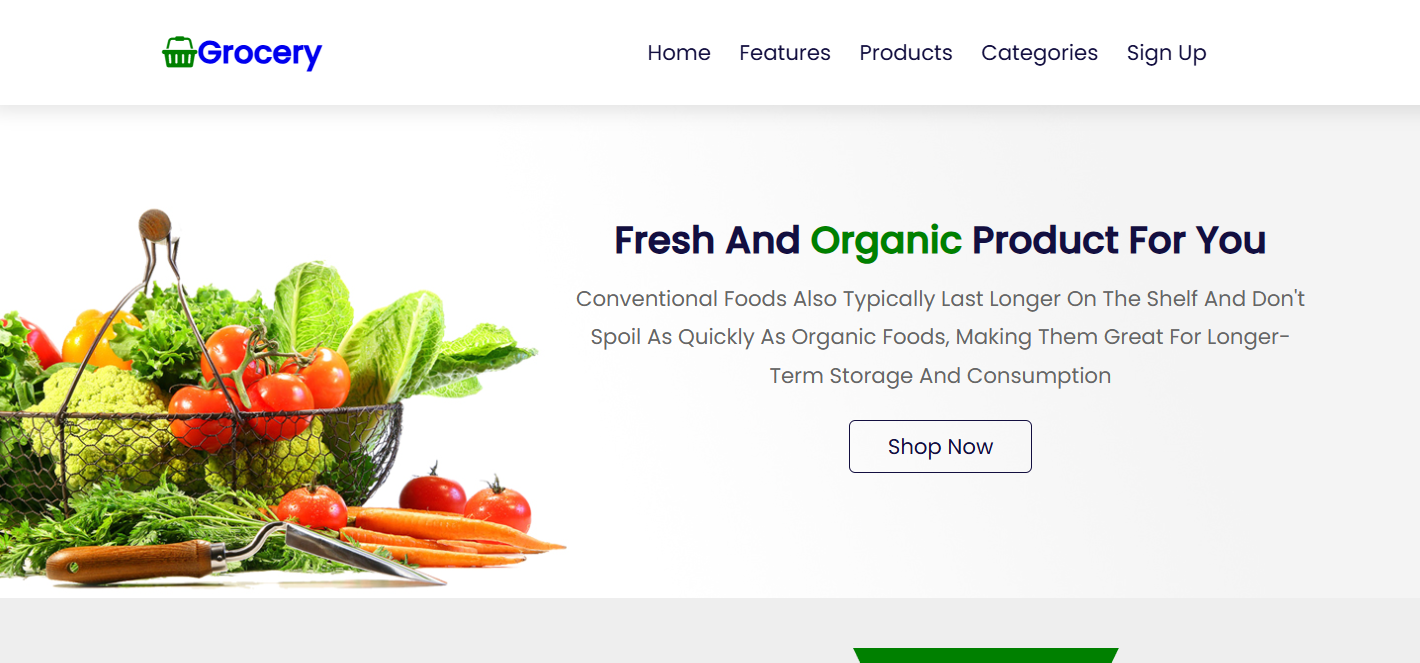 Grocery
Home Features Products Categories Sign Up
Fresh And Organic Product For You
Conventional Foods Also Typically Last Longer On The Shelf And Don't
Spoil As Quickly As Organic Foods, Making Them Great For Longer-
Term Storage And Consumption
Shop Now